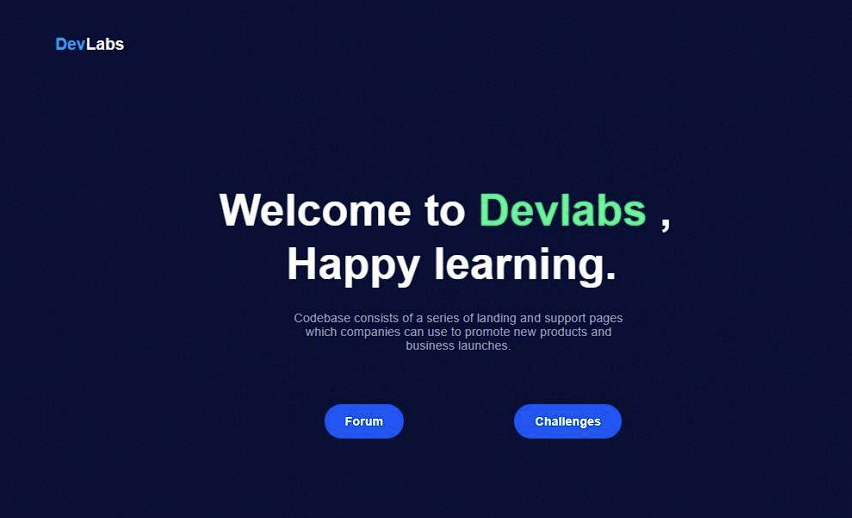 DevLabs
Welcome to Devlabs ,
Happy learning.
Codebase consists of a series of landing and support pages
which companies can use to promote new products and
business launches.
Forum
Challenges